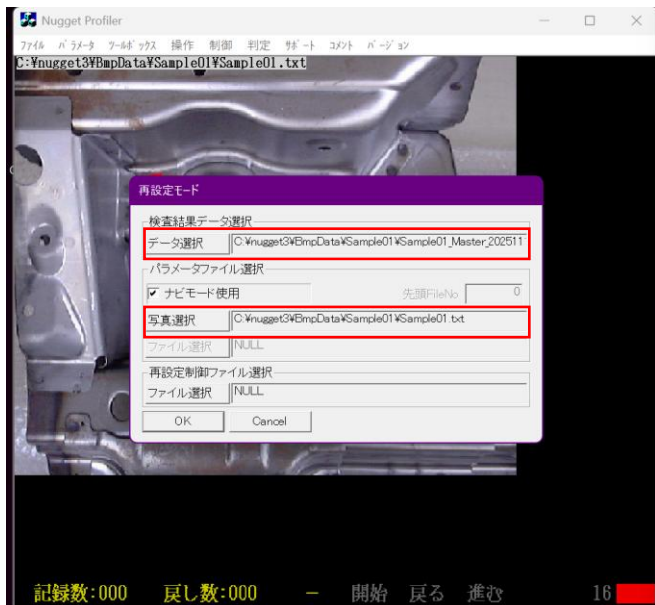 Nugget Profiler
ファイル パラメータ ツールボックス 操作 制御 判定 サポート コメント バージョン
C:¥nugget3¥BmpData¥Sample01¥Sample01.txt
再設定モード
検査結果データ選択
データ選択 C:¥nugget3¥BmpData¥Sample01¥Sample01_Master_202511
パラメータファイル選択
ナビモード使用 先頭FileNo 0
写真選択 C:¥nugget3¥BmpData¥Sample01¥Sample01.txt
ファイル選択 NULL
再設定制御ファイル選択
ファイル選択 NULL
OK Cancel
記録数:000 戻し数:000 − 開始 戻る 進む 16